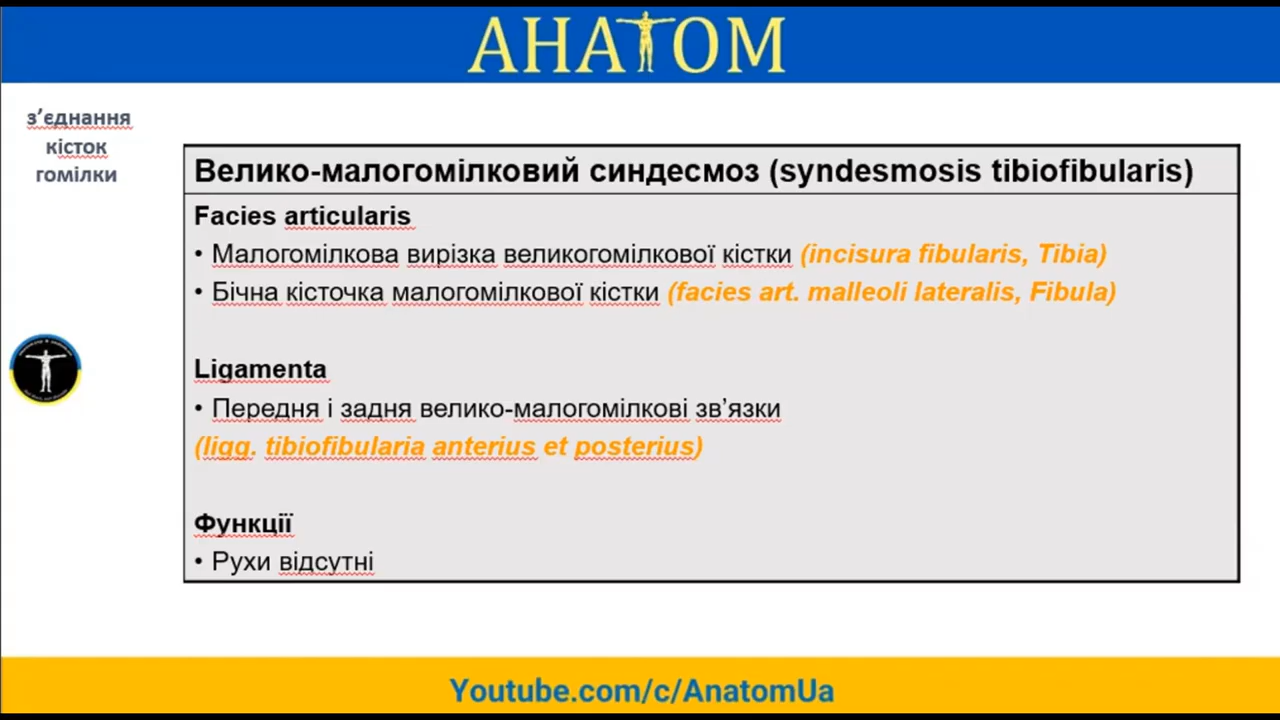 АНАТОМ
з’єднання
кісток
гомілки
Велико-малогомілковий синдесмоз (syndesmosis tibiofibularis)
Facies articularis
• Малогомілкова вирізка великогомілкової кістки (incisura fibularis, Tibia)
• Бічна кісточка малогомілкової кістки (facies art. malleoli lateralis, Fibula)
Ligamenta
• Передня і задня велико-малогомілкові зв’язки
(ligg. tibiofibularia anterius et posterius)
Функції
• Рухи відсутні
Youtube.com/c/AnatomUa